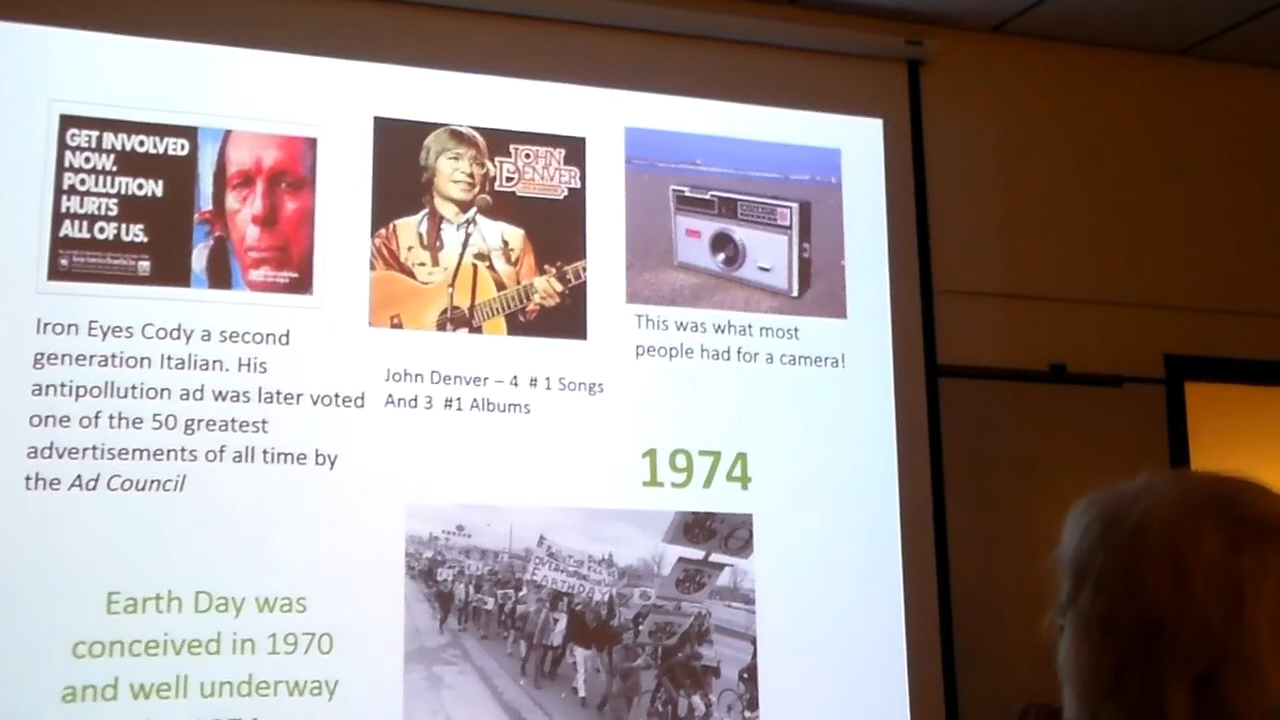 GET INVOLVED
NOW.
POLLUTION
HURTS
ALL OF US.
JOHN
DENVER
Iron Eyes Cody a second
generation Italian. His
antipollution ad was later voted
one of the 50 greatest
advertisements of all time by
the Ad Council
John Denver – 4 # 1 Songs
And 3 #1 Albums
This was what most
people had for a camera!
1974
EARTH DAY
Earth Day was
conceived in 1970
and well underway